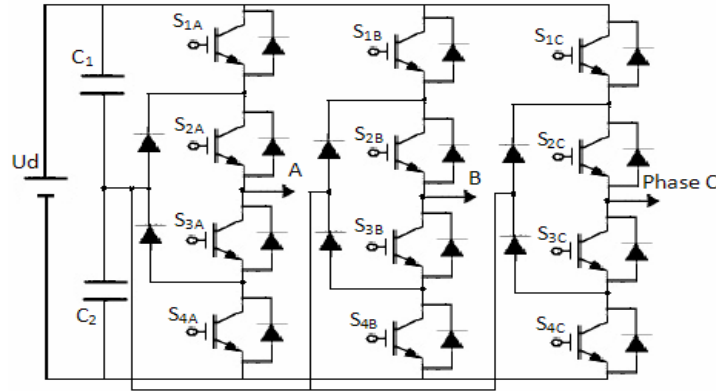 S1A
S1B
S1C
C1
S2A
S2B
S2C
Ud
A
B
Phase C
S3A
S3B
S3C
C2
S4A
S4B
S4C